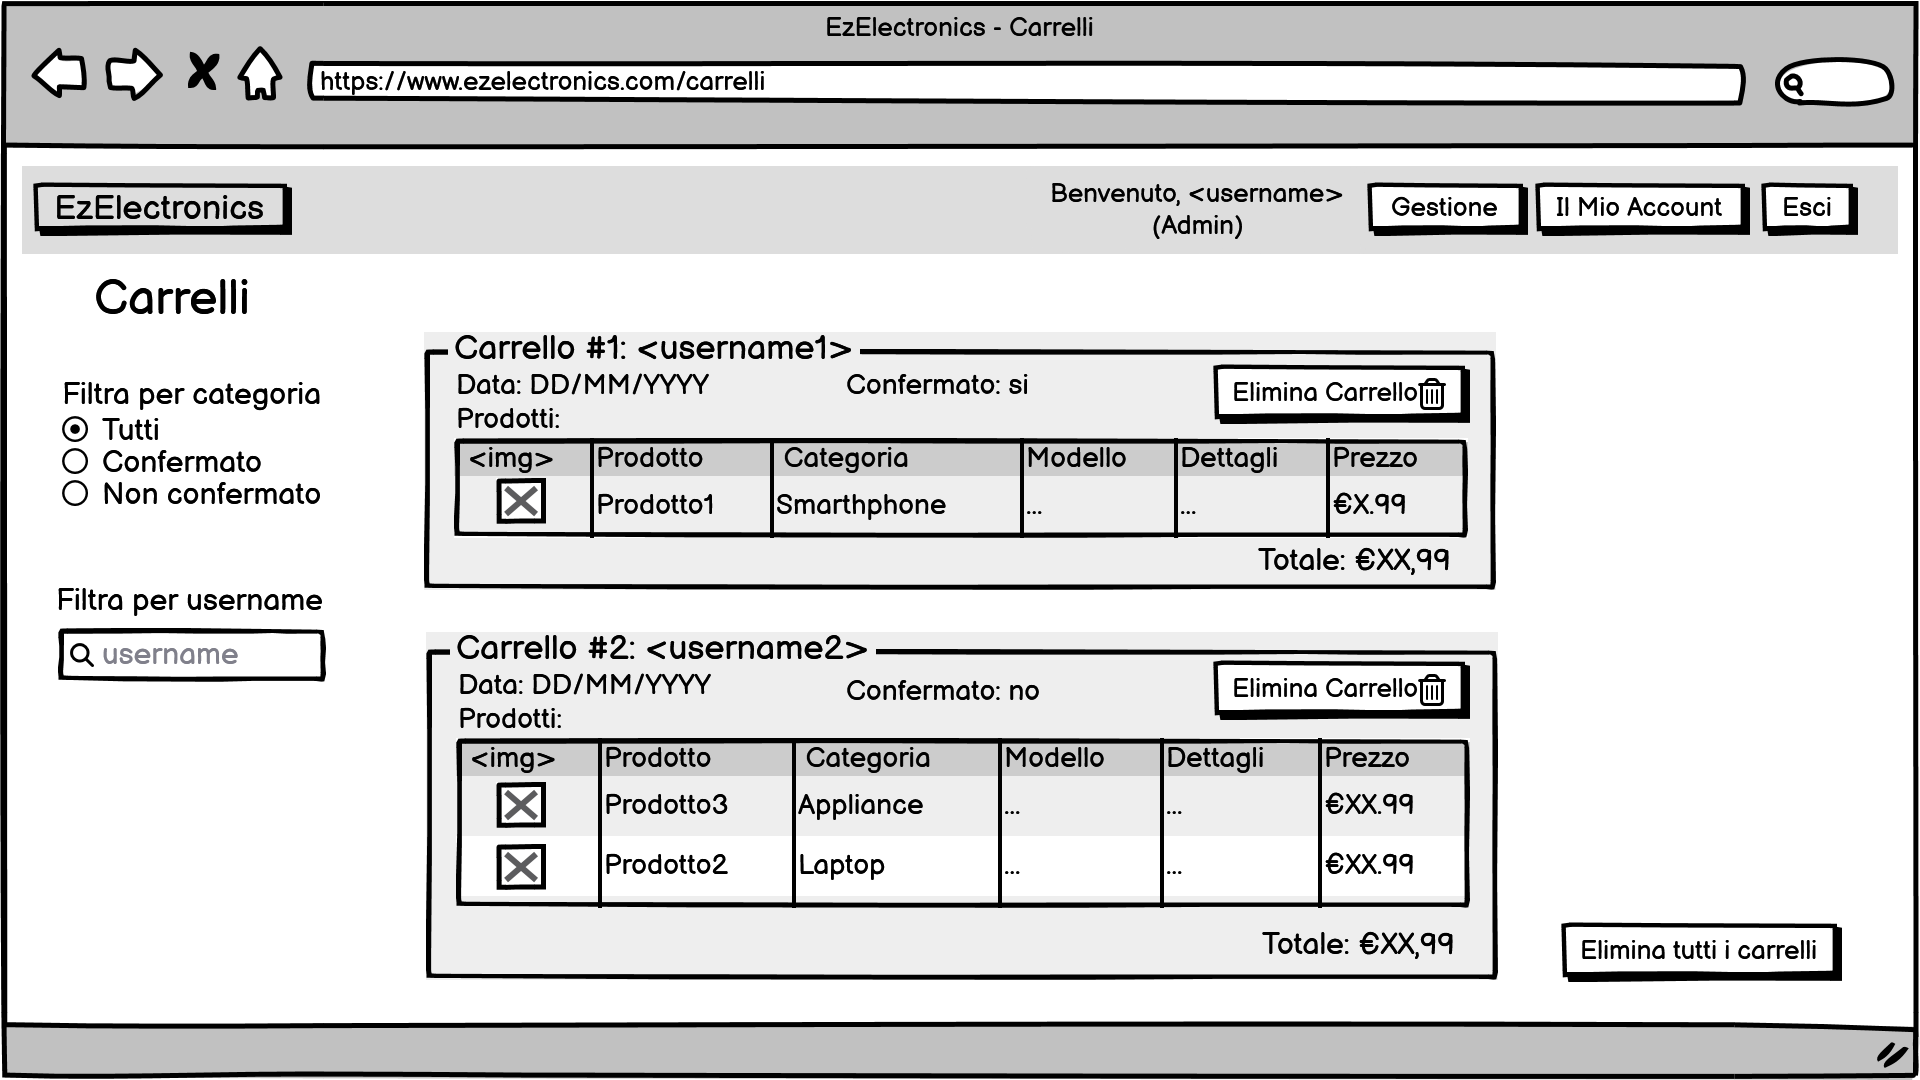 EzElectronics - Carrelli
https://www.ezelectronics.com/carrelli
EzElectronics
Benvenuto, <username>
(Admin)
Gestione
Il Mio Account
Esci
Carrelli
Filtra per categoria
Tutti
Confermato
Non confermato
Filtra per username
username
Carrello #1: <username1>
Data: DD/MM/YYYY
Confermato: si
Elimina Carrello
Prodotti:
<img> Prodotto Categoria Modello Dettagli Prezzo
Prodotto1 Smarthphone ... ... €X.99
Totale: €XX,99
Carrello #2: <username2>
Data: DD/MM/YYYY
Confermato: no
Elimina Carrello
Prodotti:
<img> Prodotto Categoria Modello Dettagli Prezzo
Prodotto3 Appliance ... ... €XX.99
Prodotto2 Laptop ... ... €XX.99
Totale: €XX,99
Elimina tutti i carrelli